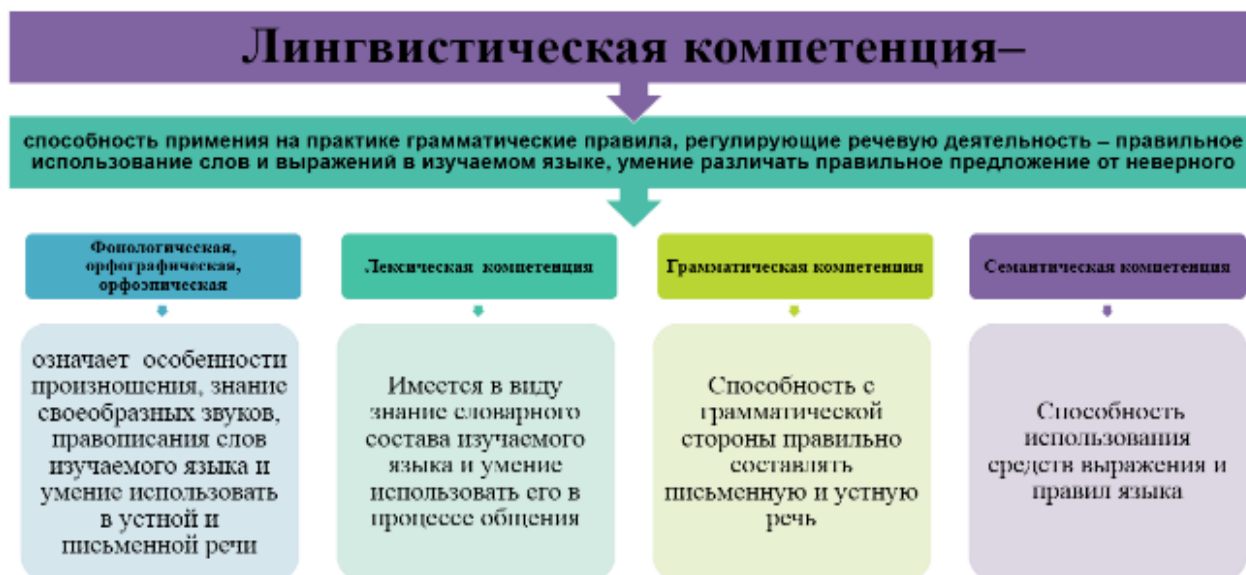 Лингвистическая компетенция–
способность примения на практике грамматические правила, регулирующие речевую деятельность – правильное
использование слов и выражений в изучаемом языке, умение различать правильное предложение от неверного
Фонологическая,
орфографическая,
орфоэпическая
означает особенности
произношения, знание
своеобразных звуков,
правописания слов
изучаемого языка и
умение использовать
в устной и
письменной речи
Лексическая компетенция
Имеется в виду
знание словарного
состава изучаемого
языка и умение
использовать его в
процессе общения
Грамматическая компетенция
Способность с
грамматической
стороны правильно
составлять
письменную и устную
речь
Семантическая компетенция
Способность
использования
средств выражения и
правил языка